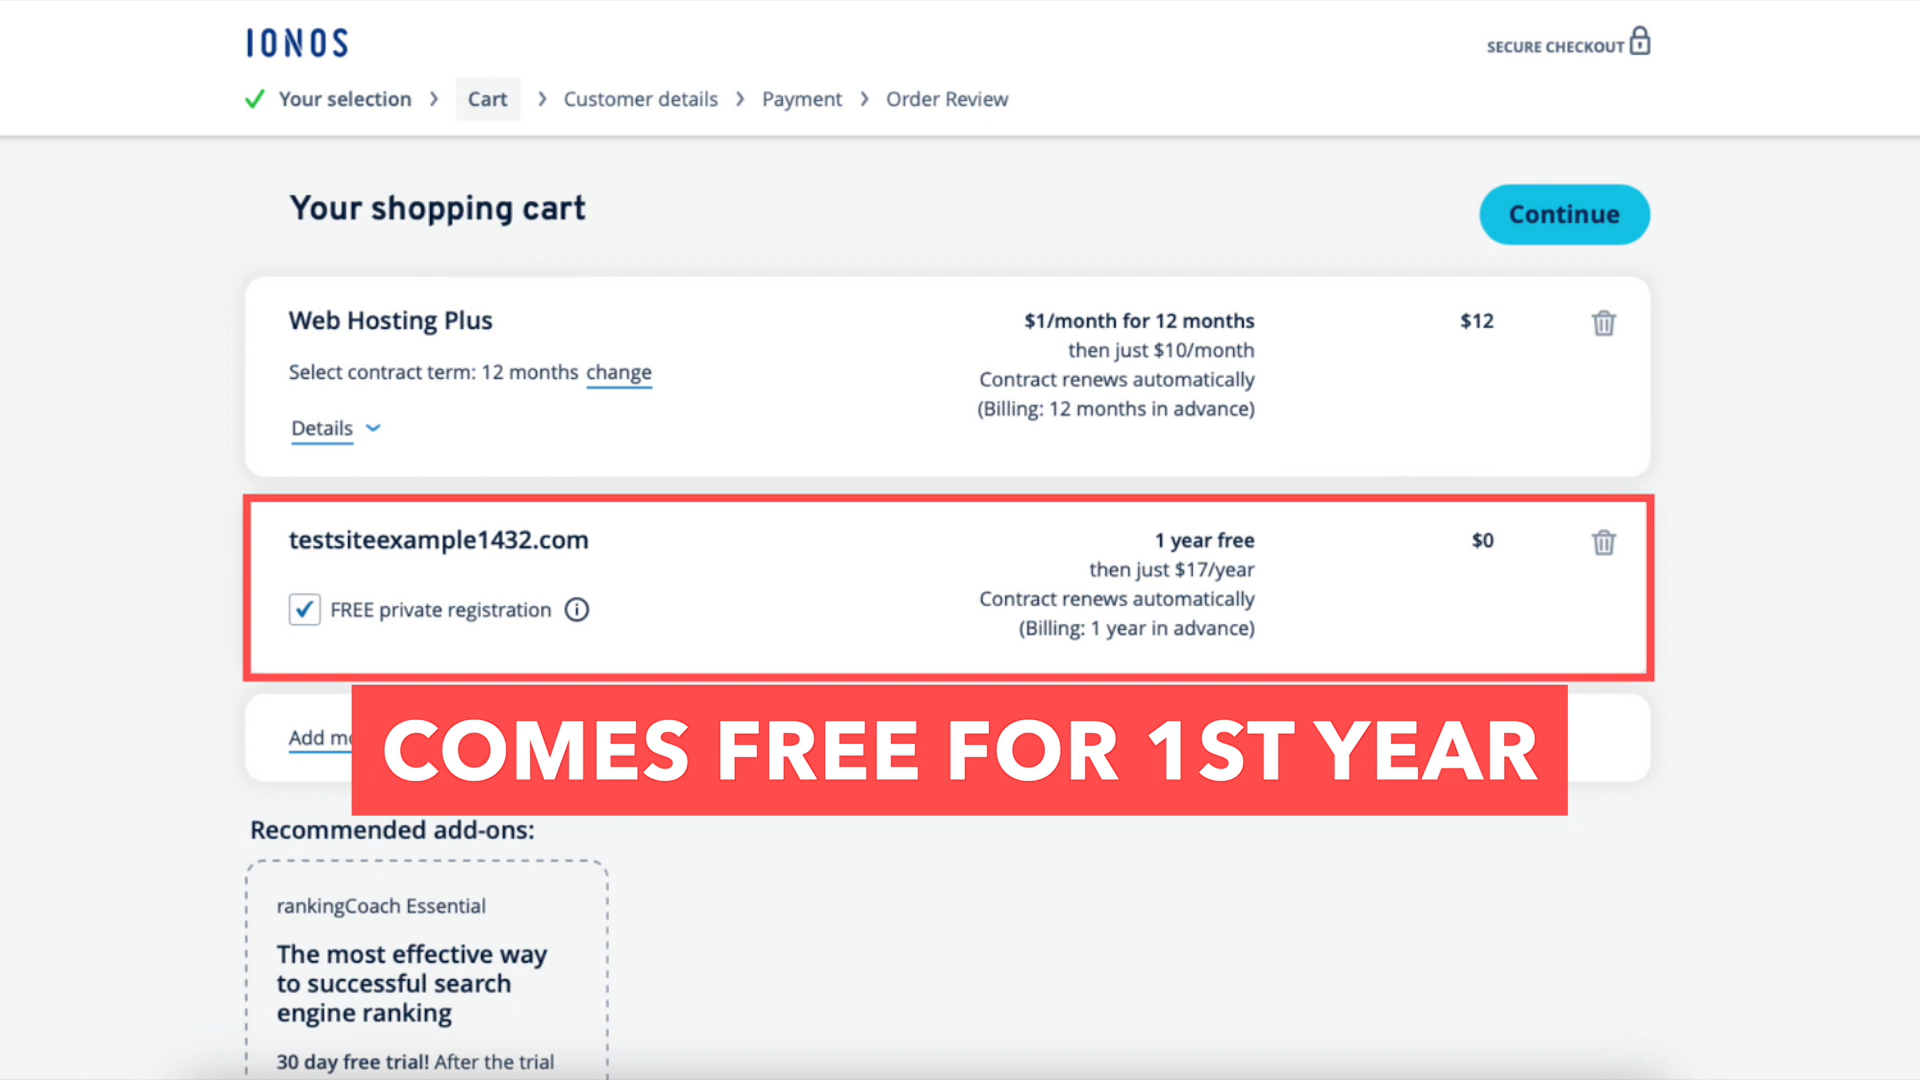 IONOS
SECURE CHECKOUT
Your selection
Cart
Customer details
Payment
Order Review
Your shopping cart
Continue
Web Hosting Plus
$1/month for 12 months
$12
then just $10/month
Select contract term: 12 months change
Contract renews automatically
(Billing: 12 months in advance)
Details
testsiteexample1432.com
1 year free
$0
then just $17/year
FREE private registration
Contract renews automatically
(Billing: 1 year in advance)
Add
COMES FREE FOR 1ST YEAR
Recommended add-ons:
rankingCoach Essential
The most effective way
to successful search
engine ranking
30 day free trial! After the trial